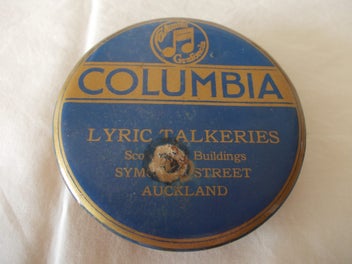 COLUMBIA
LYRIC TALKERIES
Buildings
STREET
AUCKLAND